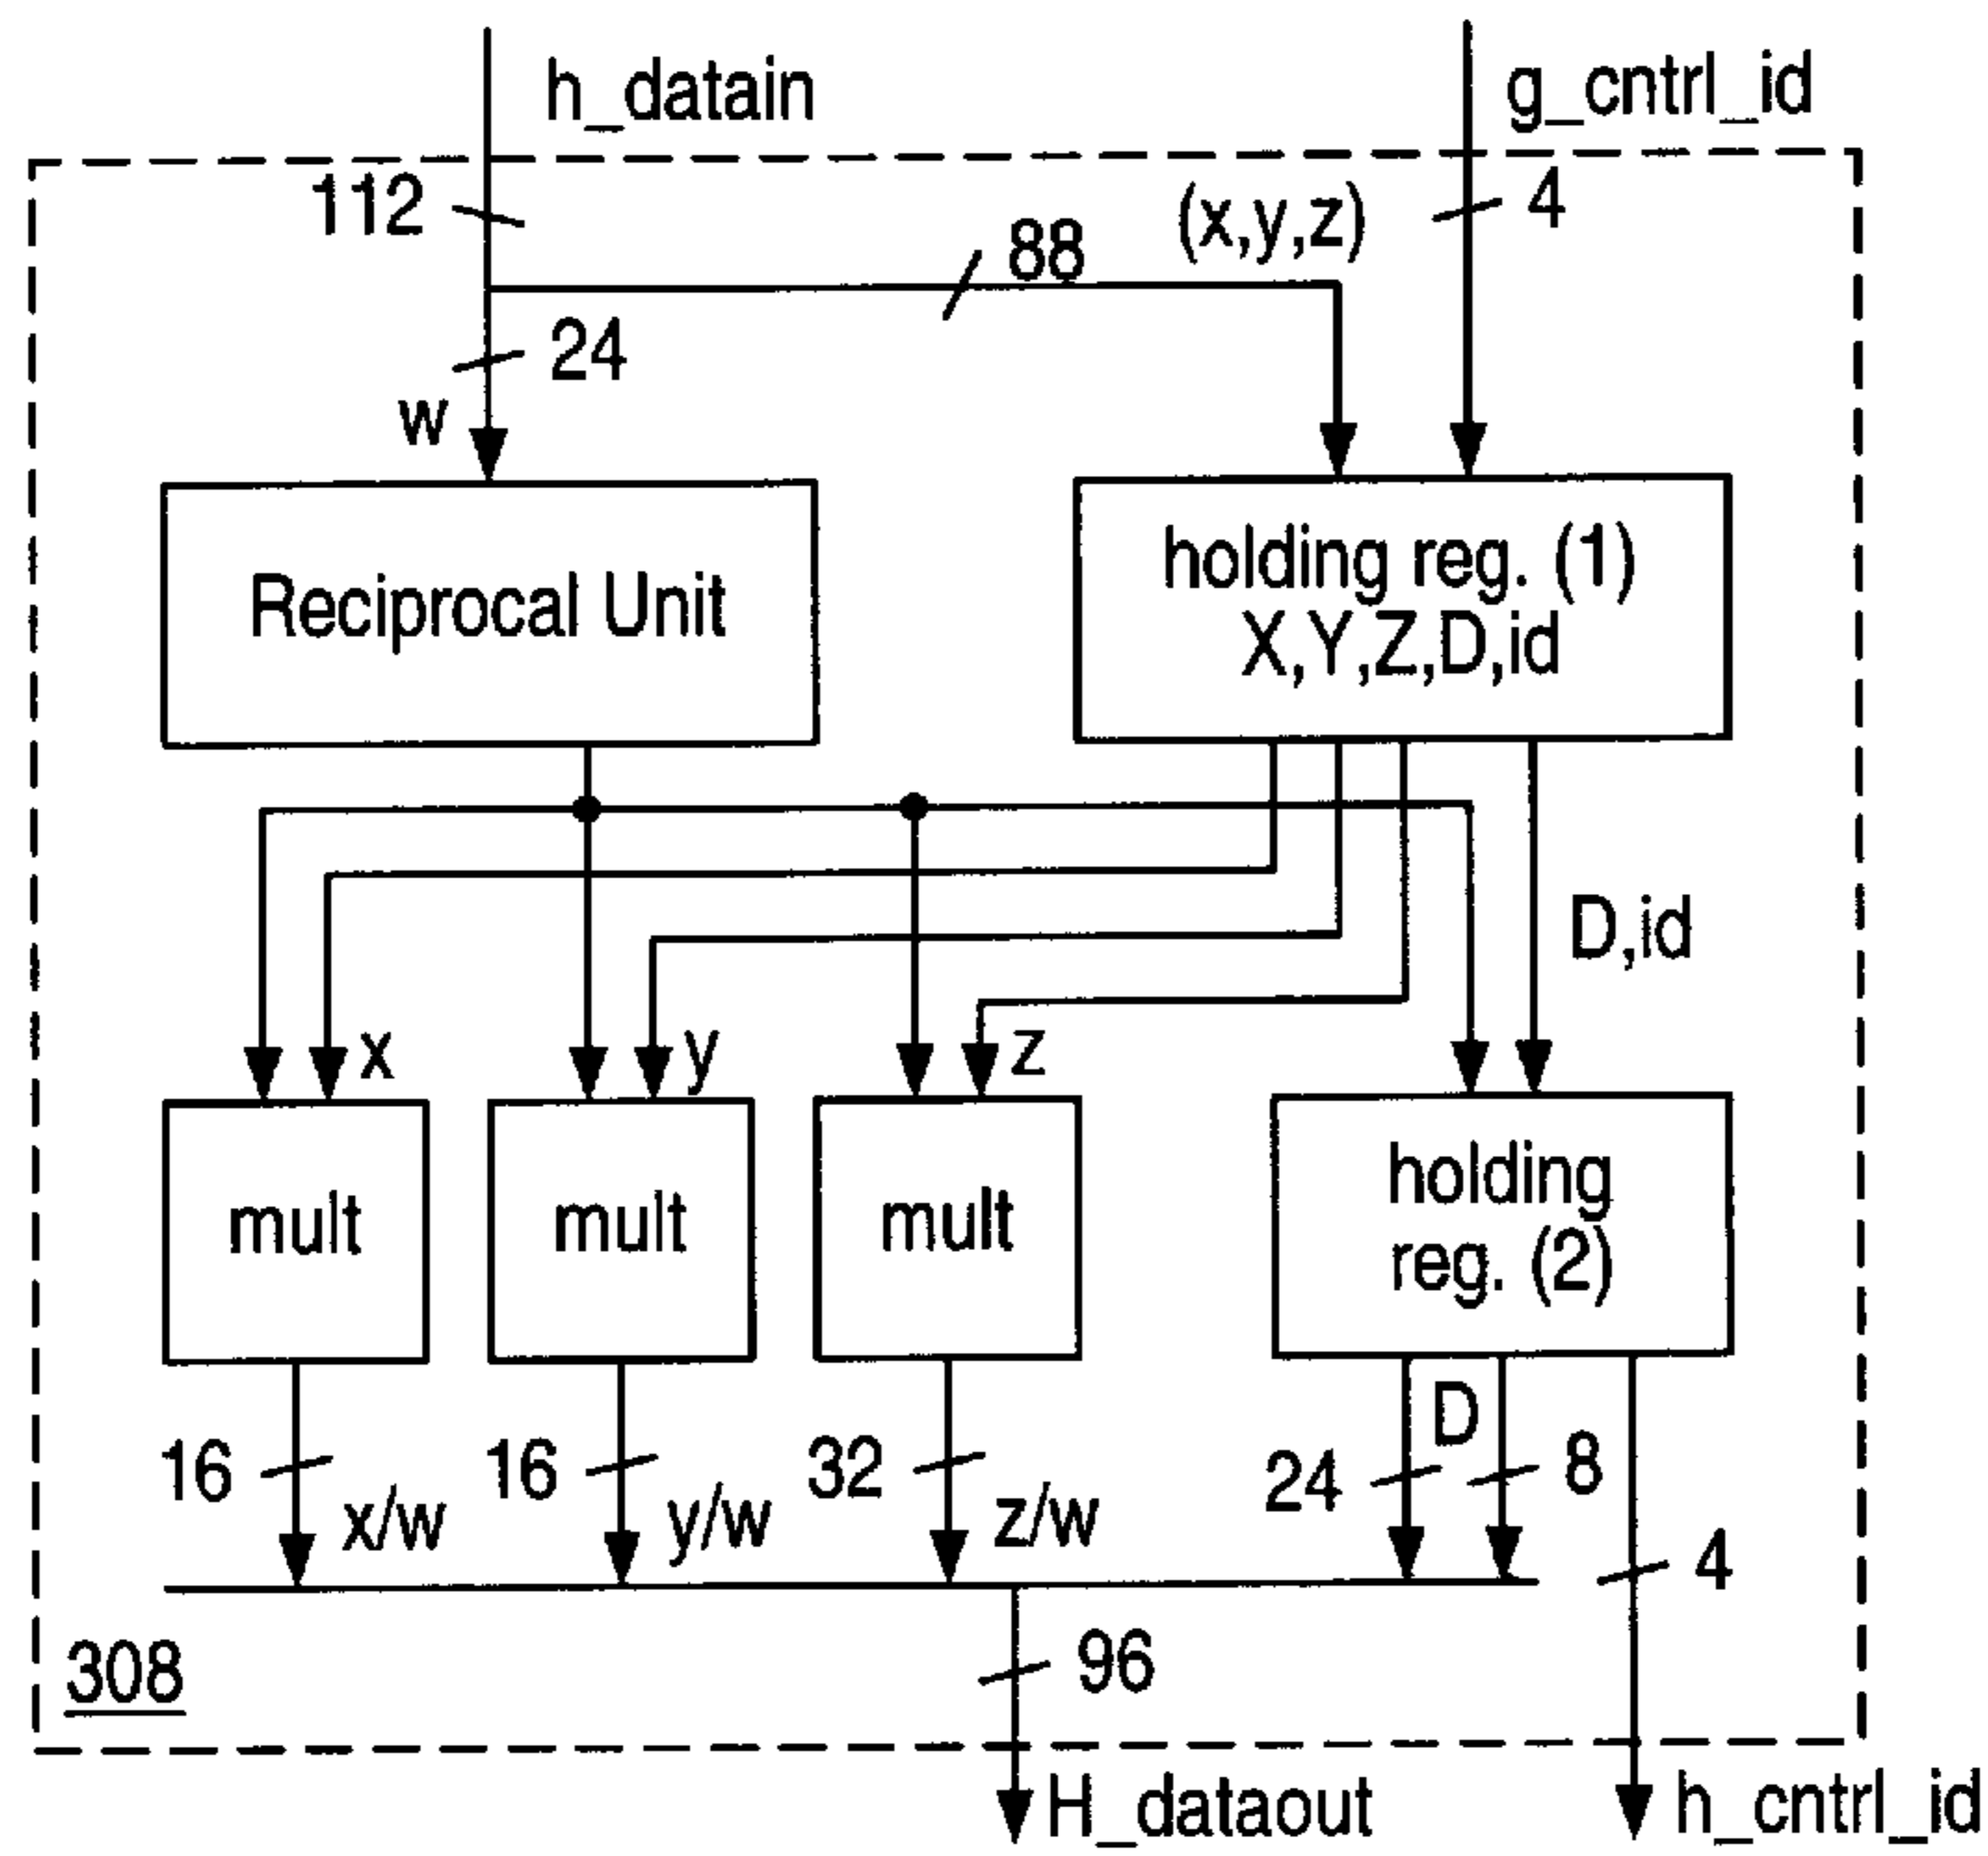 h_datain
g_cntrl_id
112
88
(x,y,z)
4
24
w
Reciprocal Unit
holding reg. (1)
X,Y,Z,D,id
D,id
x
y
z
mult
mult
mult
holding
reg. (2)
16
x/w
16
y/w
32
z/w
24
D
8
4
308
96
H_dataout
h_cntrl_id